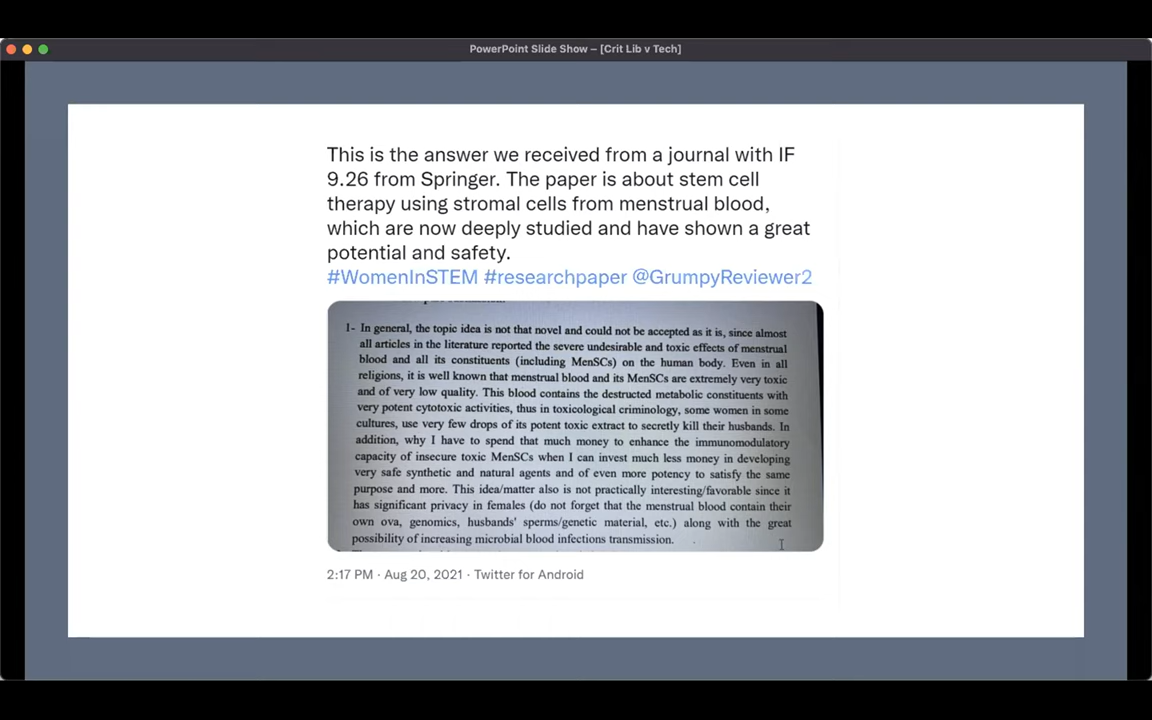 PowerPoint Slide Show – [Crit Lib v Tech]
This is the answer we received from a journal with IF
9.26 from Springer. The paper is about stem cell
therapy using stromal cells from menstrual blood,
which are now deeply studied and have shown a great
potential and safety.
#WomenInSTEM #researchpaper @GrumpyReviewer2
1- In general, the topic idea is not that novel and could not be accepted as it is, since almost
all articles in the literature reported the severe undesirable and toxic effects of menstrual
blood and all its constituents (including MenSCs) on the human body. Even in all
religions, it is well known that menstrual blood and its MenSCs are extremely very toxic
and of very low quality. This blood contains the destructed metabolic constituents with
very potent cytotoxic activities, thus in toxicological criminology, some women in some
cultures, use very few drops of its potent toxic extract to secretly kill their husbands. In
addition, why I have to spend that much money to enhance the immunomodulatory
capacity of insecure toxic MenSCs when I can invest much less money in developing
very safe synthetic and natural agents and of even more potency to satisfy the same
purpose and more. This idea/matter also is not practically interesting/favorable since it
has significant privacy in females (do not forget that the menstrual blood contain their
own ova, genomics, husbands' sperms/genetic material, etc.) along with the great
possibility of increasing microbial blood infections transmission.
2:17 PM · Aug 20, 2021 · Twitter for Android